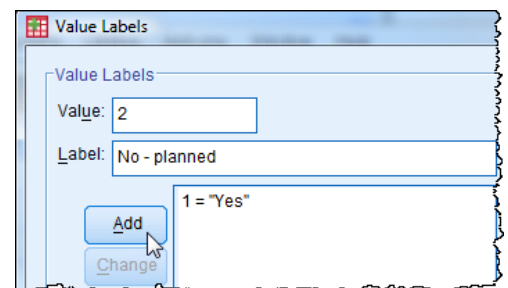 Value Labels
Value Labels
Value: 2
Label: No - planned
1 = "Yes"
Add
Change